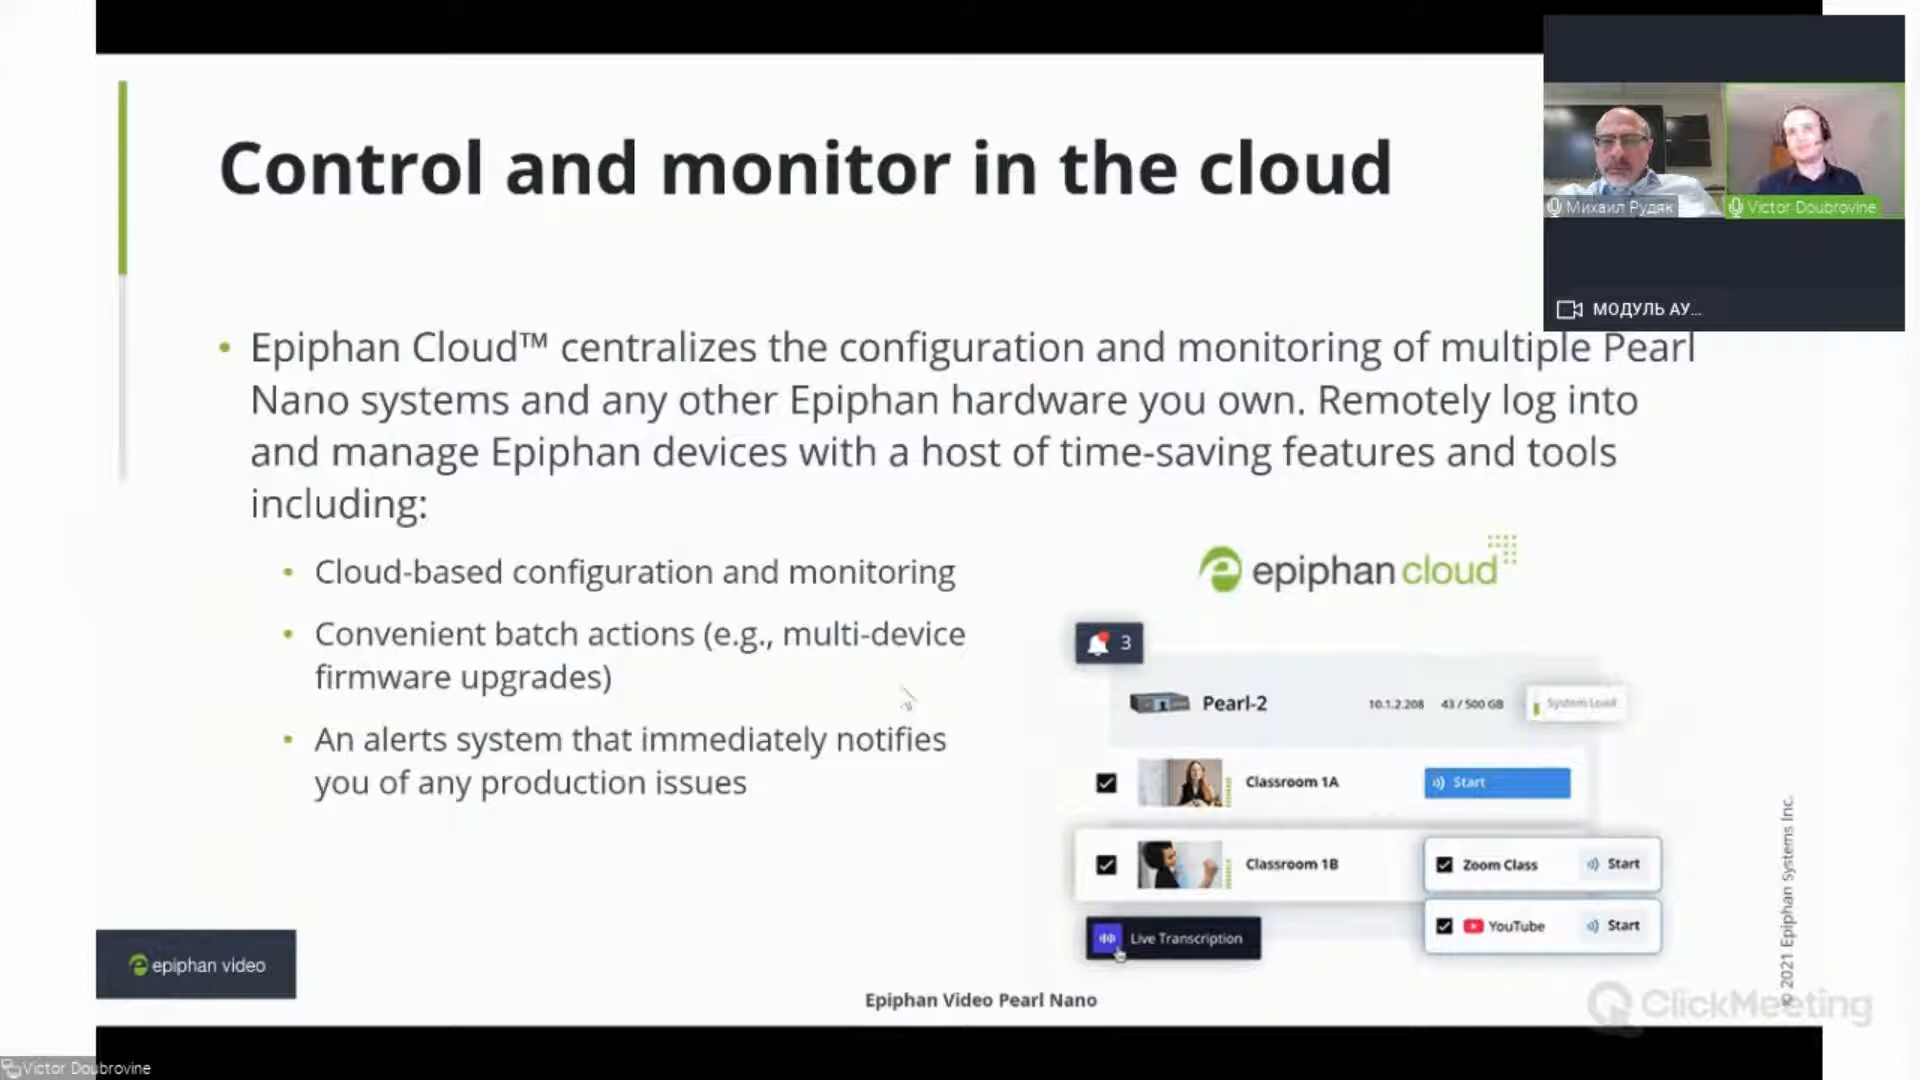 Control and monitor in the cloud
Михаил Рудяк
Victor Doubrovine
МОДУЛЬ АУ...
• Epiphan Cloud™ centralizes the configuration and monitoring of multiple Pearl
Nano systems and any other Epiphan hardware you own. Remotely log into
and manage Epiphan devices with a host of time-saving features and tools
including:
• Cloud-based configuration and monitoring
• Convenient batch actions (e.g., multi-device
firmware upgrades)
• An alerts system that immediately notifies
you of any production issues
epiphan cloud
3
Pearl-2
10.1.2.208
43 / 500 GB
System Load
Classroom 1A
Start
Classroom 1B
Zoom Class
Start
YouTube
Start
Live Transcription
epiphan video
Epiphan Video Pearl Nano
© 2021 Epiphan Systems Inc.
ClickMeeting
Victor Doubrovine